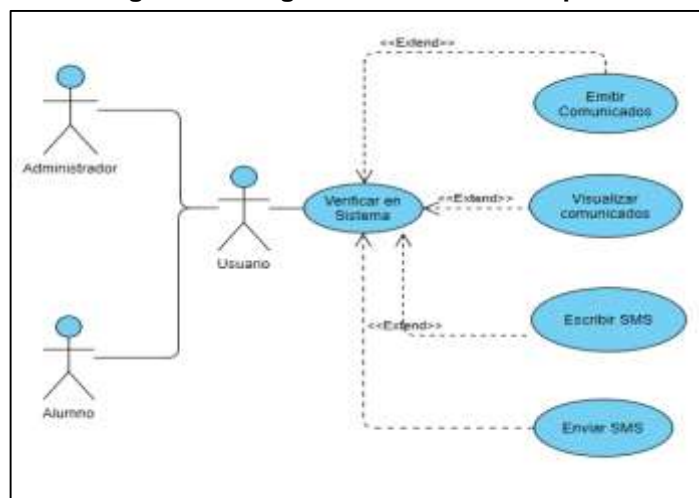 <<Extend>>
Emitir
Comunicados
Administrador
Verificar en
Sistema
<<Extend>>
Visualizar
comunicados
Usuario
<<Extend>>
Escribir SMS
Alumno
Enviar SMS